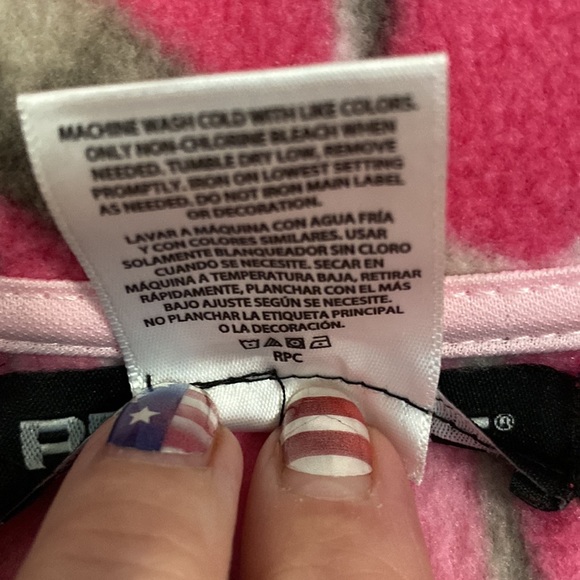 MACHINE WASH COLD WITH LIKE COLORS.
ONLY NON-CHLORINE BLEACH WHEN
NEEDED. TUMBLE DRY LOW, REMOVE
PROMPTLY. IRON ON LOWEST SETTING
AS NEEDED. DO NOT IRON MAIN LABEL
OR DECORATION.
LAVAR A MÁQUINA CON AGUA FRÍA
Y CON COLORES SIMILARES. USAR
SOLAMENTE BLANQUEADOR SIN CLORO
CUANDO SE NECESITE. SECAR EN
MÁQUINA A TEMPERATURA BAJA, RETIRAR
RÁPIDAMENTE, PLANCHAR CON EL MÁS
BAJO AJUSTE SEGÚN SE NECESITE.
NO PLANCHAR LA ETIQUETA PRINCIPAL
O LA DECORACIÓN.
RPC